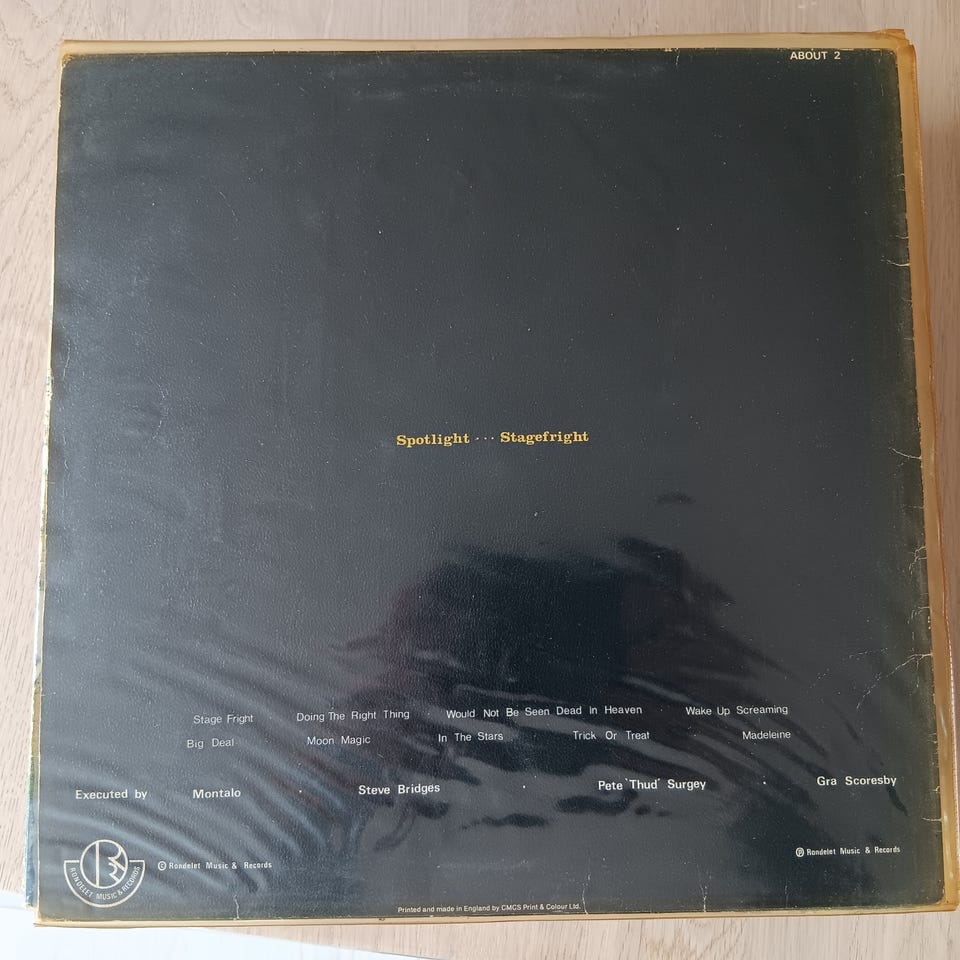 ABOUT 2
Spotlight ··· Stagefright
Stage Fright Doing The Right Thing Would Not Be Seen Dead in Heaven Wake Up Screaming
Big Deal Moon Magic In The Stars Trick Or Treat Madeleine
Executed by Montalo · Steve Bridges · Pete 'Thud' Surgey · Gra Scoresby
RONDELET MUSIC & RECORDS
© Rondelet Music & Records
℗ Rondelet Music & Records
Printed and made in England by CMCS Print & Colour Ltd.